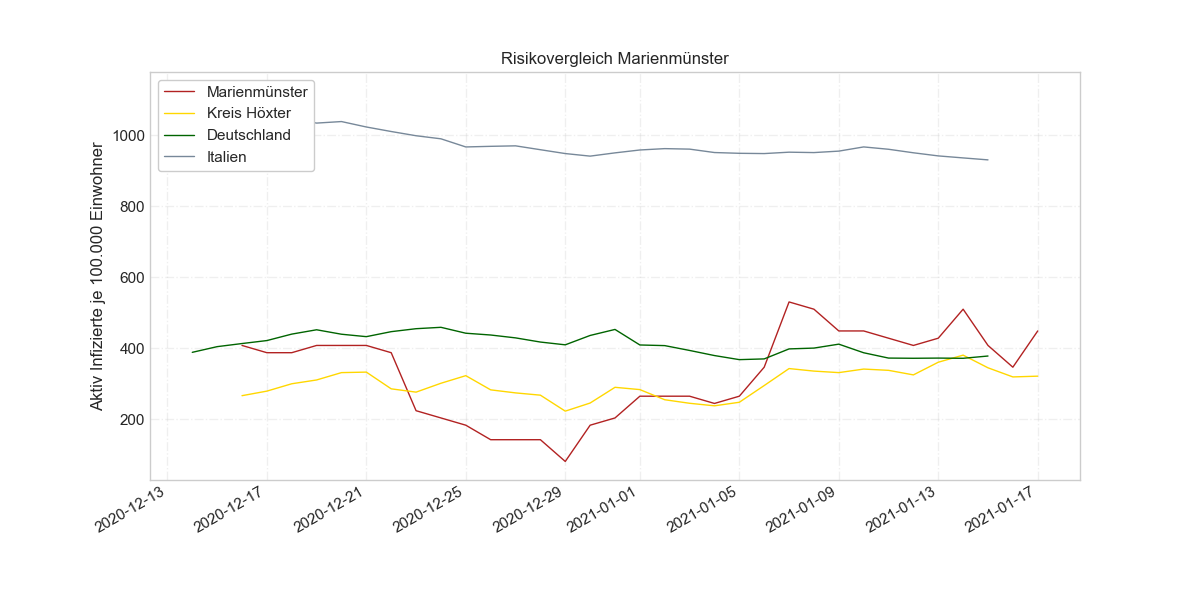 Risikovergleich Marienmünster
Marienmünster
Kreis Höxter
Deutschland
Italien
Aktiv Infizierte je 100.000 Einwohner
1000
800
600
400
200
2020-12-13
2020-12-17
2020-12-21
2020-12-25
2020-12-29
2021-01-01
2021-01-05
2021-01-09
2021-01-13
2021-01-17